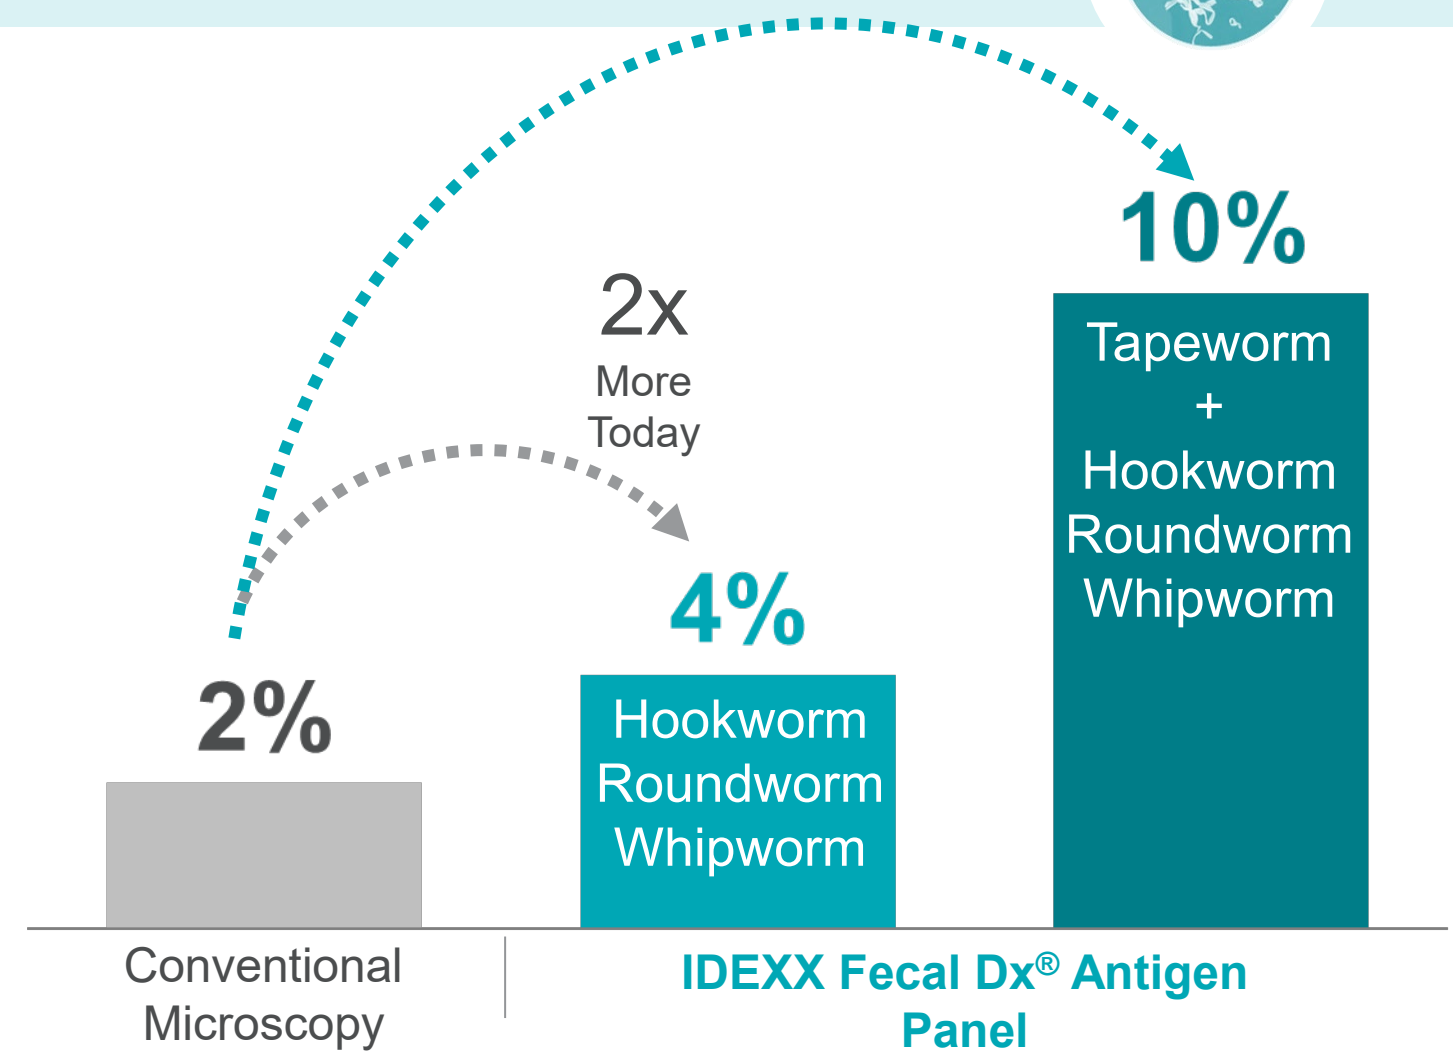 10%
2x
More
Today
Tapeworm
+
Hookworm
Roundworm
Whipworm
4%
2%
Hookworm
Roundworm
Whipworm
Conventional
Microscopy
IDEXX Fecal Dx® Antigen
Panel